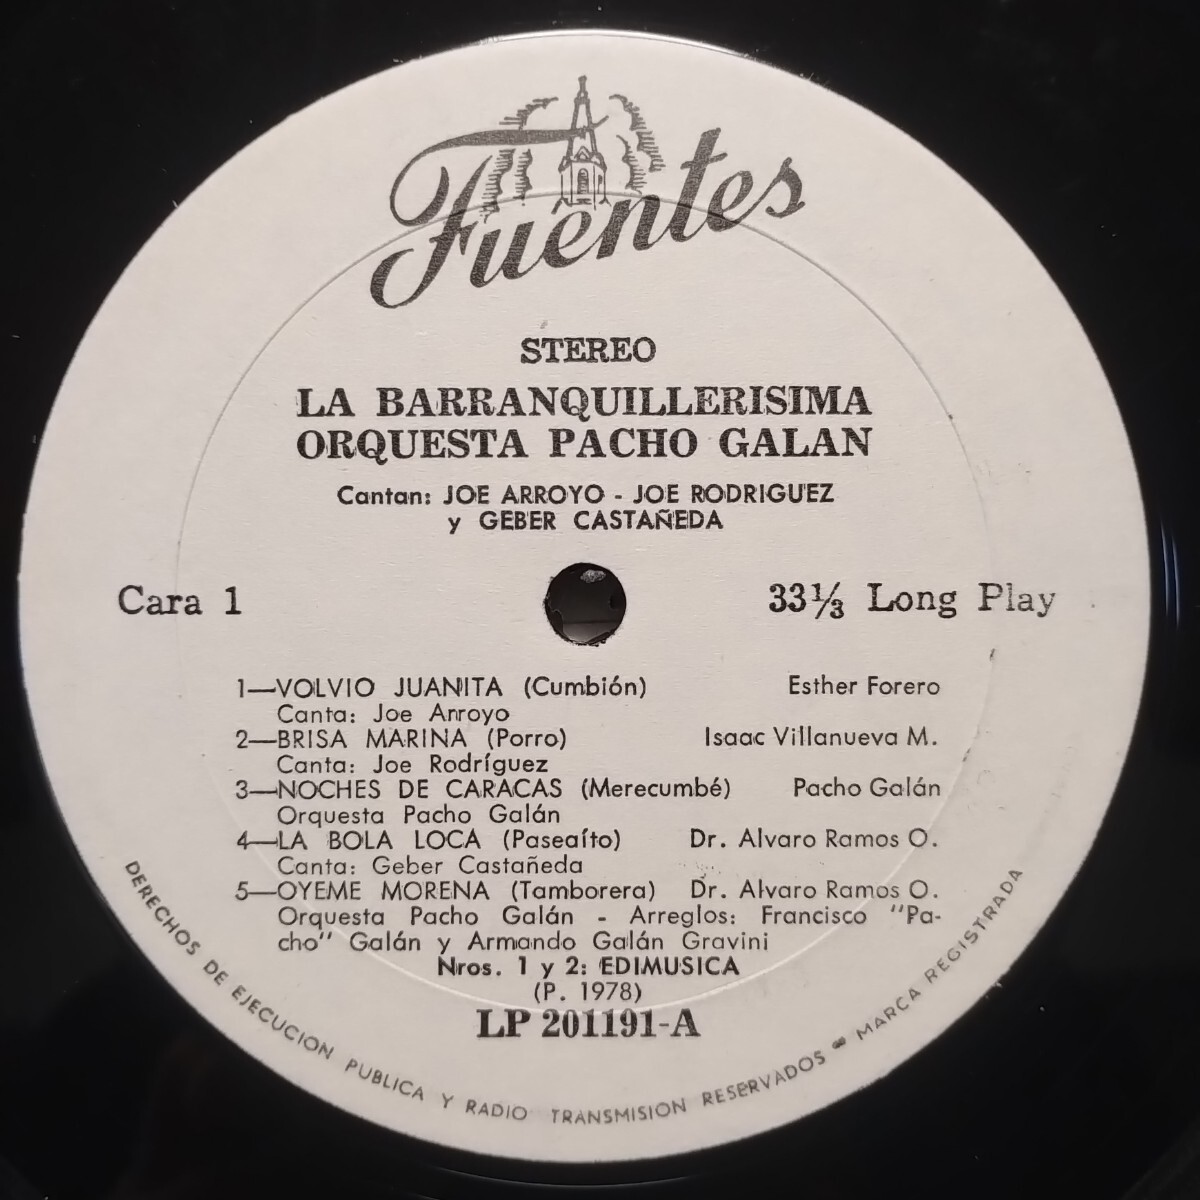 Fuentes
STEREO
LA BARRANQUILLERISIMA
ORQUESTA PACHO GALAN
Cantan: JOE ARROYO - JOE RODRIGUEZ
y GEBER CASTAÑEDA
Cara 1 33⅓ Long Play
1—VOLVIO JUANITA (Cumbión) Esther Forero
Canta: Joe Arroyo
2—BRISA MARINA (Porro) Isaac Villanueva M.
Canta: Joe Rodríguez
3—NOCHES DE CARACAS (Merecumbé) Pacho Galán
Orquesta Pacho Galán
4—LA BOLA LOCA (Paseaíto) Dr. Alvaro Ramos O.
Canta: Geber Castañeda
5—OYEME MORENA (Tamborera) Dr. Alvaro Ramos O.
Orquesta Pacho Galán - Arreglos: Francisco "Pa-
cho" Galán y Armando Galán Gravini
Nros. 1 y 2: EDIMUSICA
(P. 1978)
LP 201191-A
DERECHOS DE EJECUCION PUBLICA Y RADIO TRANSMISION RESERVADOS - MARCA REGISTRADA